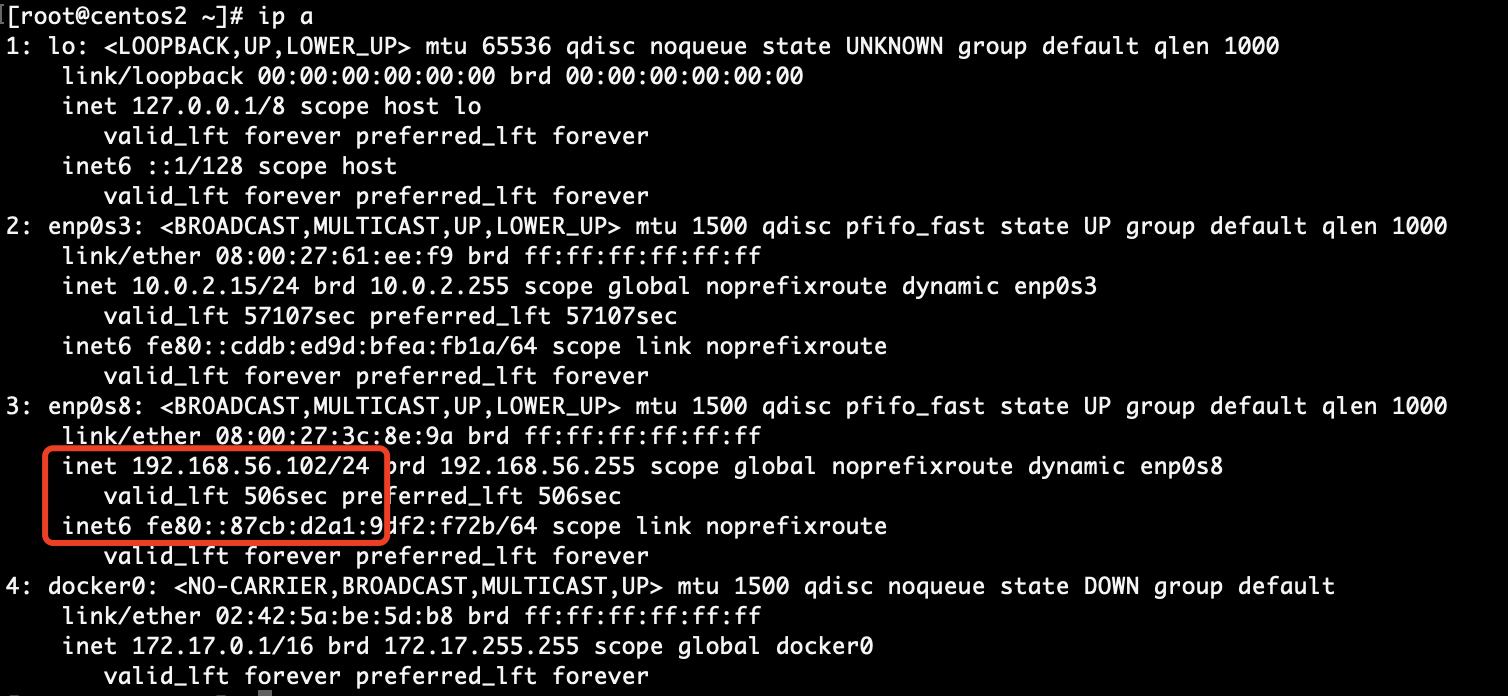 [root@centos2 ~]# ip a
1: lo: <LOOPBACK,UP,LOWER_UP> mtu 65536 qdisc noqueue state UNKNOWN group default qlen 1000
link/loopback 00:00:00:00:00:00 brd 00:00:00:00:00:00
inet 127.0.0.1/8 scope host lo
valid_lft forever preferred_lft forever
inet6 ::1/128 scope host
valid_lft forever preferred_lft forever
2: enp0s3: <BROADCAST,MULTICAST,UP,LOWER_UP> mtu 1500 qdisc pfifo_fast state UP group default qlen 1000
link/ether 08:00:27:61:ee:f9 brd ff:ff:ff:ff:ff:ff
inet 10.0.2.15/24 brd 10.0.2.255 scope global noprefixroute dynamic enp0s3
valid_lft 57107sec preferred_lft 57107sec
inet6 fe80::cddb:ed9d:bfea:fb1a/64 scope link noprefixroute
valid_lft forever preferred_lft forever
3: enp0s8: <BROADCAST,MULTICAST,UP,LOWER_UP> mtu 1500 qdisc pfifo_fast state UP group default qlen 1000
link/ether 08:00:27:3c:8e:9a brd ff:ff:ff:ff:ff:ff
inet 192.168.56.102/24 brd 192.168.56.255 scope global noprefixroute dynamic enp0s8
valid_lft 506sec preferred_lft 506sec
inet6 fe80::87cb:d2a1:9df2:f72b/64 scope link noprefixroute
valid_lft forever preferred_lft forever
4: docker0: <NO-CARRIER,BROADCAST,MULTICAST,UP> mtu 1500 qdisc noqueue state DOWN group default
link/ether 02:42:5a:be:5d:b8 brd ff:ff:ff:ff:ff:ff
inet 172.17.0.1/16 brd 172.17.255.255 scope global docker0
valid_lft forever preferred_lft forever